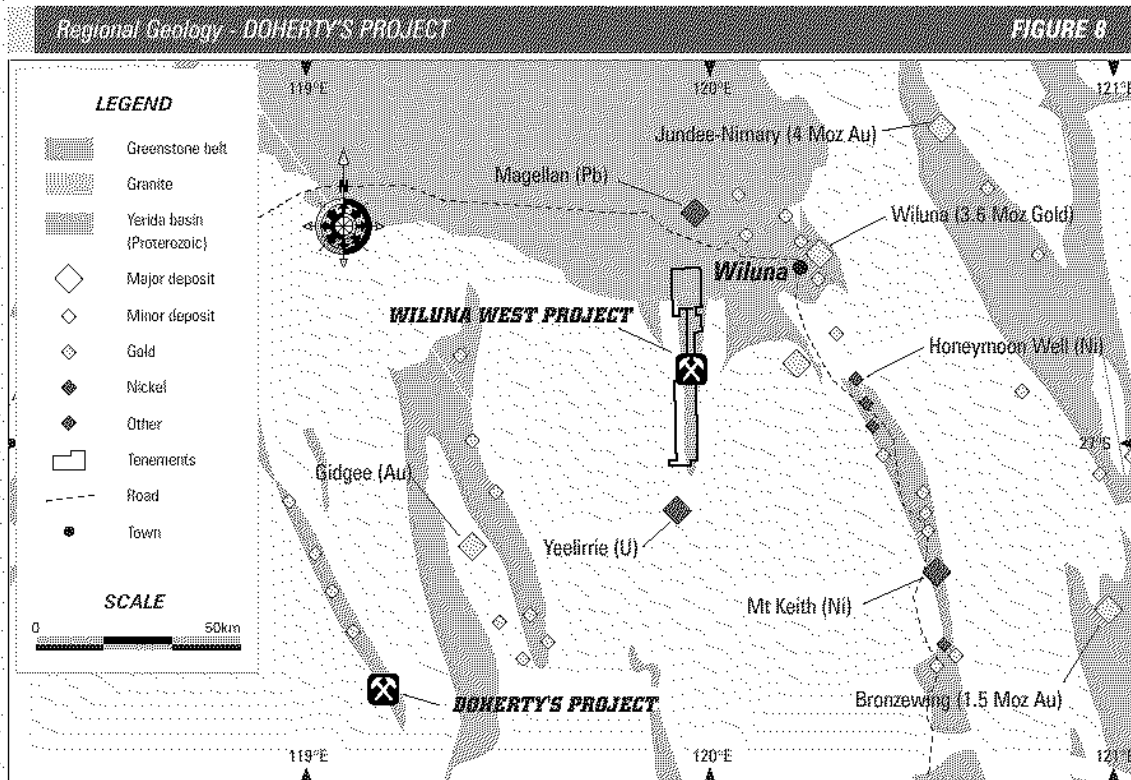 Regional Geology - DOHERTY'S PROJECT
FIGURE 8
119°E
120°E
121°E
LEGEND
Greenstone belt
Granite
Yerida basin
(Proterozoic)
Major deposit
Minor deposit
Gold
Nickel
Other
Tenements
Road
Town
SCALE
0
50km
N
Jundee-Nimary (4 Moz Au)
Magellan (Pb)
Wiluna (3.6 Moz Gold)
Wiluna
WILUNA WEST PROJECT
Honeymoon Well (Ni)
27°S
Gidgee (Au)
Yeelirrie (U)
Mt Keith (Ni)
Bronzewing (1.5 Moz Au)
DOHERTY'S PROJECT
119°E
120°E
121°E